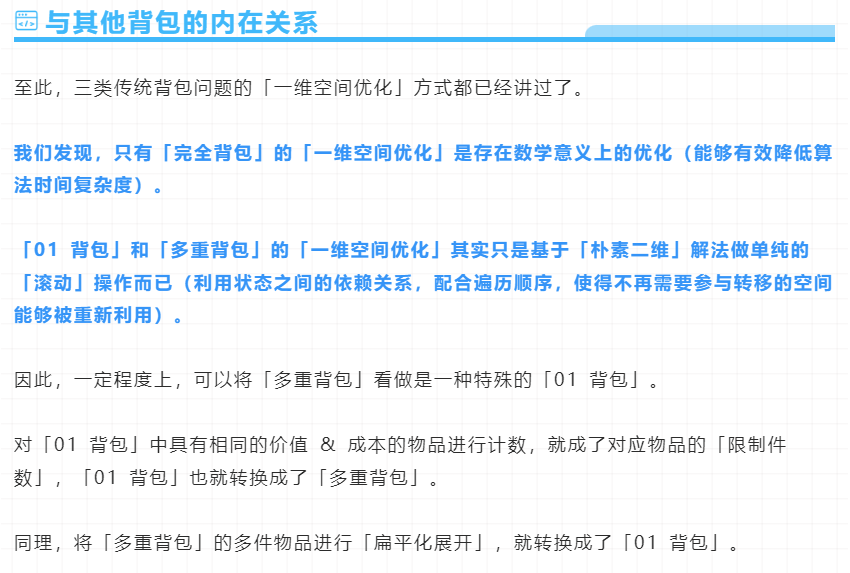 与其他背包的内在关系
至此，三类传统背包问题的「一维空间优化」方式都已经讲过了。
我们发现，只有「完全背包」的「一维空间优化」是存在数学意义上的优化（能够有效降低算
法时间复杂度）。
「01 背包」和「多重背包」的「一维空间优化」其实只是基于「朴素二维」解法做单纯的
「滚动」操作而已（利用状态之间的依赖关系，配合遍历顺序，使得不再需要参与转移的空间
能够被重新利用）。
因此，一定程度上，可以将「多重背包」看做是一种特殊的「01 背包」。
对「01 背包」中具有相同的价值 & 成本的物品进行计数，就成了对应物品的「限制件
数」，「01 背包」也就转换成了「多重背包」。
同理，将「多重背包」的多件物品进行「扁平化展开」，就转换成了「01 背包」。